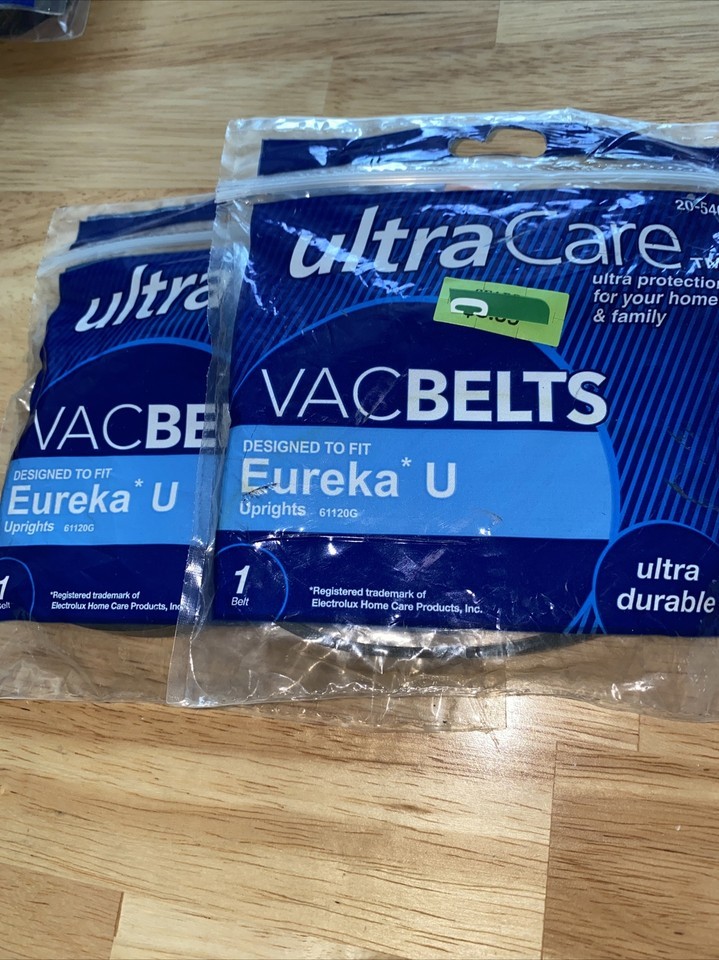 ultra
VACBE
DESIGNED TO FIT
Eureka* U
Uprights 61120G
1
*Registered trademark of
Electrolux Home Care Products, Inc
20-540
ultraCare
ultra protection
for your home
& family
VACBELTS
DESIGNED TO FIT
Eureka* U
Uprights 61120G
1
Belt
*Registered trademark of
Electrolux Home Care Products, Inc.
ultra
durable